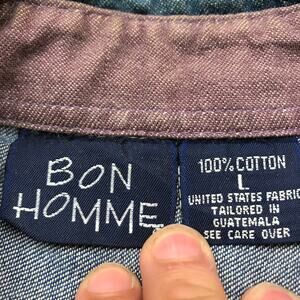 BON
HOMME
100% COTTON
L
UNITED STATES FABRIC
TAILORED IN
GUATEMALA
SEE CARE OVER